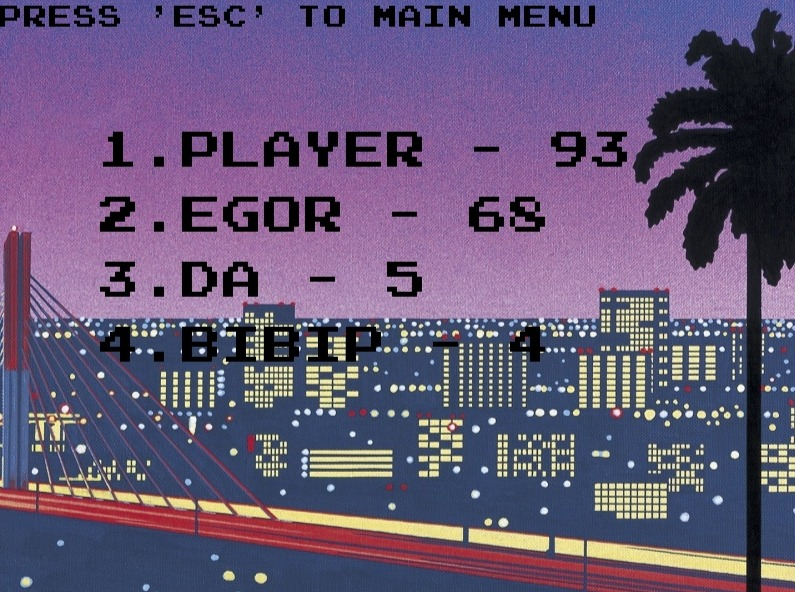 PRESS 'ESC' TO MAIN MENU
1.PLAYER - 93
2.EGOR - 68
3.DA - 5
4.BIBIP - 4